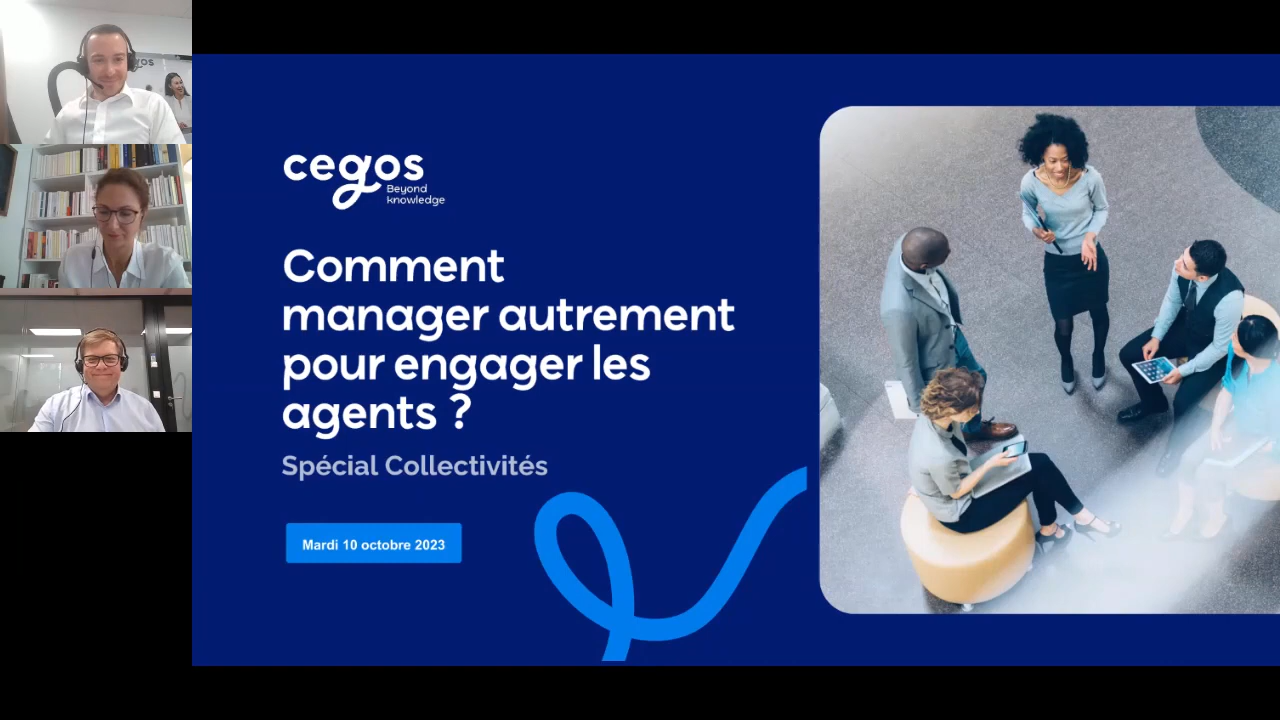 cegos
Beyond
knowledge
Comment
manager autrement
pour engager les
agents ?
Spécial Collectivités
Mardi 10 octobre 2023